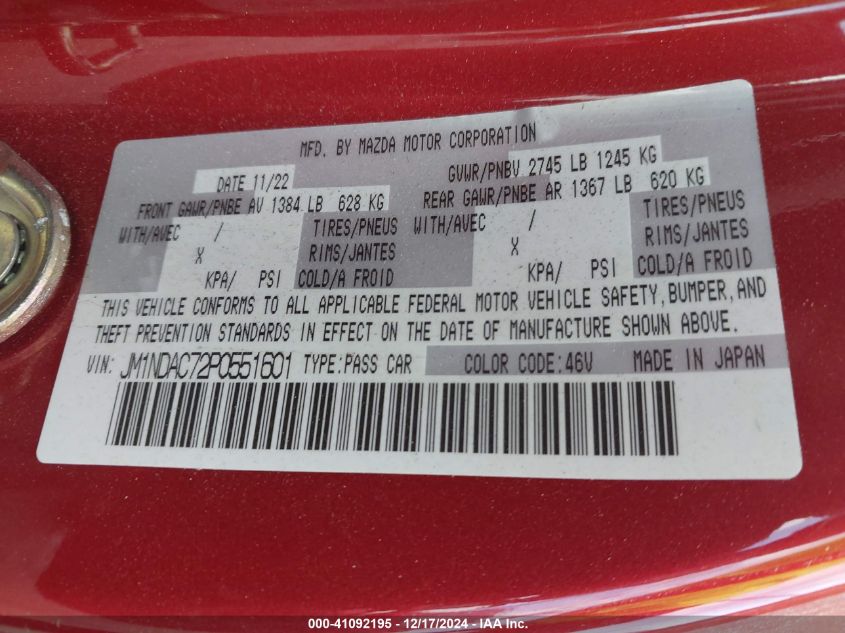 MFD. BY MAZDA MOTOR CORPORATION
DATE 11/22 GVWR/PNBV 2745 LB 1245 KG
FRONT GAWR/PNBE AV 1384 LB 628 KG REAR GAWR/PNBE AR 1367 LB 620 KG
WITH/AVEC / TIRES/PNEUS WITH/AVEC / TIRES/PNEUS
X RIMS/JANTES X RIMS/JANTES
KPA/ PSI COLD/A FROID KPA/ PSI COLD/A FROID
THIS VEHICLE CONFORMS TO ALL APPLICABLE FEDERAL MOTOR VEHICLE SAFETY, BUMPER, AND
THEFT PREVENTION STANDARDS IN EFFECT ON THE DATE OF MANUFACTURE SHOWN ABOVE.
VIN: JM1NDAC72P0551601 TYPE:PASS CAR COLOR CODE:46V MADE IN JAPAN
000-41092195 - 12/17/2024 - IAA Inc.